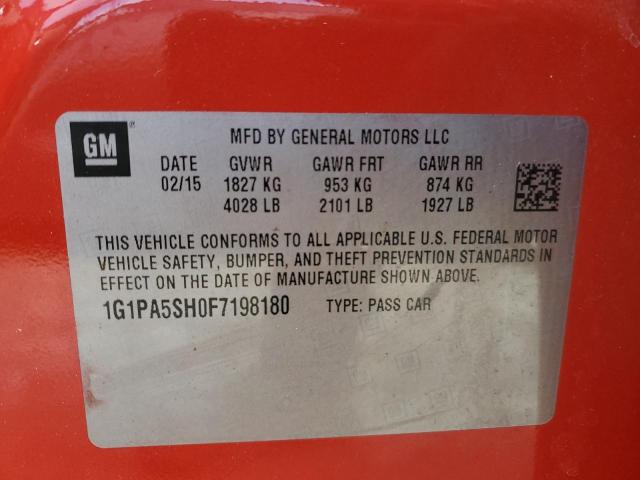 GM
MFD BY GENERAL MOTORS LLC
DATE GVWR GAWR FRT GAWR RR
02/15 1827 KG 953 KG 874 KG
4028 LB 2101 LB 1927 LB
THIS VEHICLE CONFORMS TO ALL APPLICABLE U.S. FEDERAL MOTOR
VEHICLE SAFETY, BUMPER, AND THEFT PREVENTION STANDARDS IN
EFFECT ON THE DATE OF MANUFACTURE SHOWN ABOVE.
1G1PA5SH0F7198180 TYPE: PASS CAR